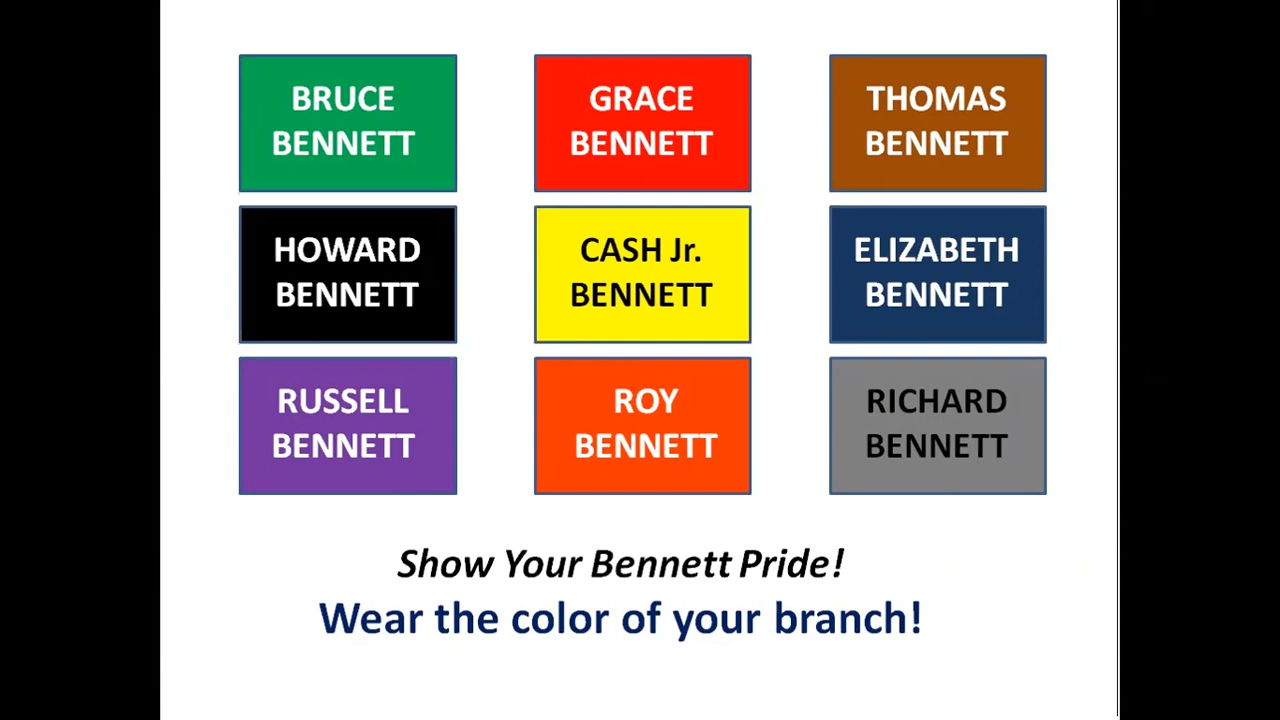 BRUCE
BENNETT
GRACE
BENNETT
THOMAS
BENNETT
HOWARD
BENNETT
CASH Jr.
BENNETT
ELIZABETH
BENNETT
RUSSELL
BENNETT
ROY
BENNETT
RICHARD
BENNETT
Show Your Bennett Pride!
Wear the color of your branch!